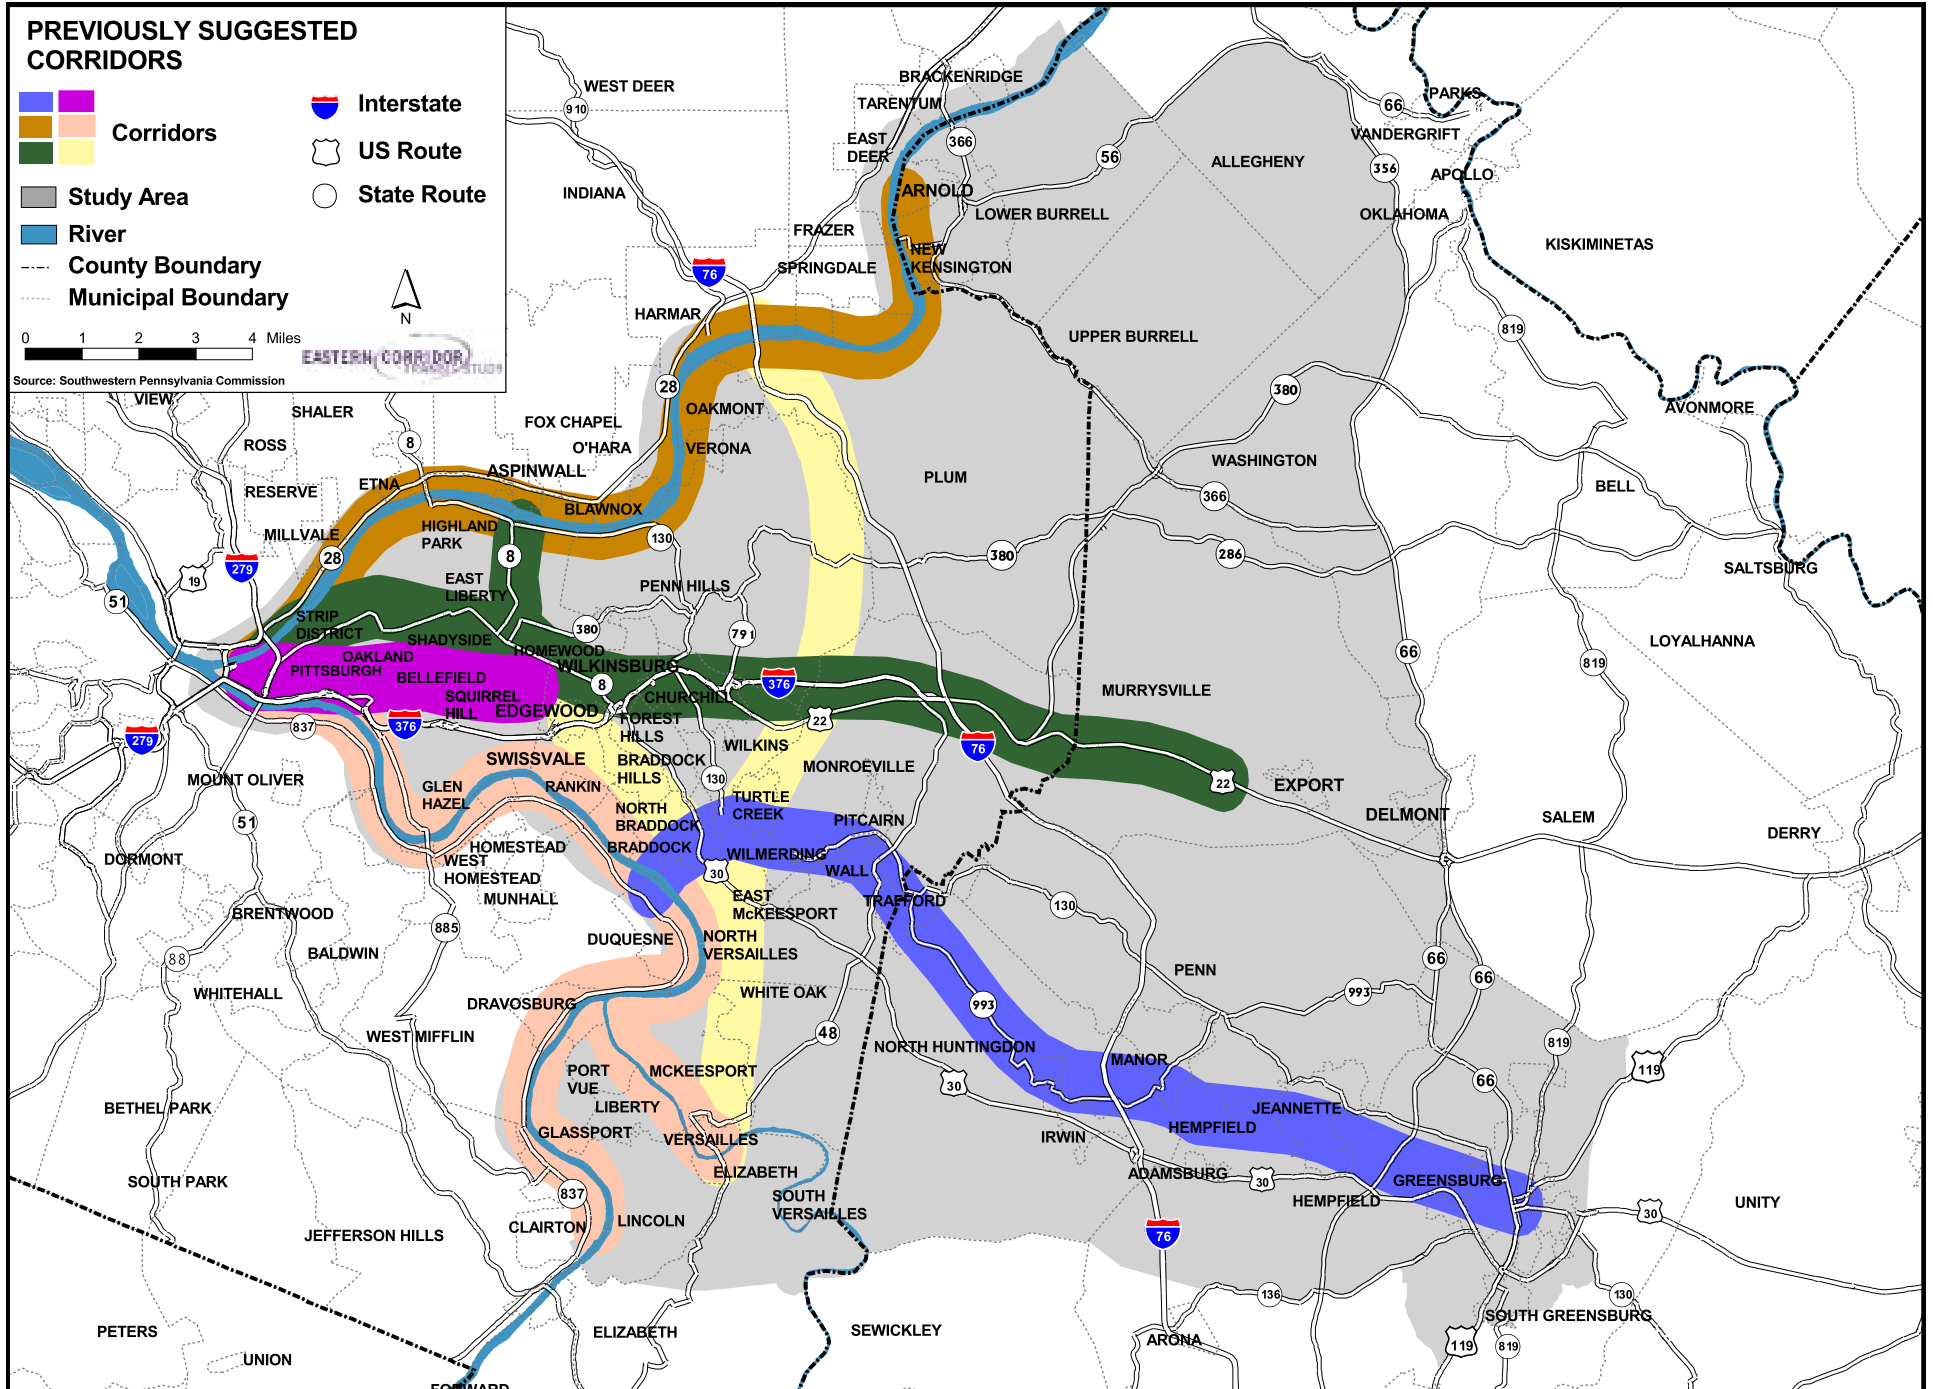 PREVIOUSLY SUGGESTED
CORRIDORS
Corridors
Interstate
US Route
State Route
Study Area
River
County Boundary
Municipal Boundary
N
0 1 2 3 4 Miles
EASTERN CORRIDOR
TRANSIT STUDY
Source: Southwestern Pennsylvania Commission
WEST DEER
910
BRACKENRIDGE
TARENTUM
EAST
DEER
366
56
66
PARKS
VANDERGRIFT
ALLEGHENY
356
APOLLO
INDIANA
ARNOLD
LOWER BURRELL
OKLAHOMA
FRAZER
KISKIMINETAS
NEW
KENSINGTON
SPRINGDALE
76
HARMAR
819
UPPER BURRELL
28
380
VIEW
SHALER
OAKMONT
AVONMORE
FOX CHAPEL
8
ROSS
O'HARA
VERONA
WASHINGTON
ASPINWALL
PLUM
ETNA
RESERVE
BELL
366
BLAWNOX
HIGHLAND
PARK
MILLVALE
130
28
8
380
286
279
19
SALTSBURG
EAST
LIBERTY
PENN HILLS
51
STRIP
DISTRICT
380
791
SHADYSIDE
LOYALHANNA
HOMEWOOD
66
OAKLAND
PITTSBURGH
WILKINSBURG
819
BELLEFIELD
8
376
CHURCHILL
MURRYSVILLE
SQUIRREL
HILL
EDGEWOOD
FOREST
HILLS
22
837
376
279
WILKINS
76
SWISSVALE
BRADDOCK
HILLS
MONROEVILLE
MOUNT OLIVER
130
22
EXPORT
GLEN
HAZEL
RANKIN
TURTLE
CREEK
NORTH
BRADDOCK
DELMONT
SALEM
51
PITCAIRN
DERRY
HOMESTEAD
BRADDOCK
WILMERDING
DORMONT
WEST
HOMESTEAD
30
WALL
MUNHALL
EAST
McKEESPORT
TRAFFORD
130
BRENTWOOD
885
DUQUESNE
NORTH
VERSAILLES
BALDWIN
88
66
66
PENN
WHITEHALL
WHITE OAK
993
993
DRAVOSBURG
WEST MIFFLIN
48
NORTH HUNTINGDON
819
MANOR
119
PORT
VUE
MCKEESPORT
30
66
BETHEL PARK
LIBERTY
JEANNETTE
GLASSPORT
VERSAILLES
IRWIN
HEMPFIELD
ELIZABETH
ADAMSBURG
30
GREENSBURG
SOUTH PARK
837
SOUTH
VERSAILLES
HEMPFIELD
UNITY
30
CLAIRTON
LINCOLN
JEFFERSON HILLS
76
136
130
SOUTH GREENSBURG
PETERS
ELIZABETH
SEWICKLEY
ARONA
119
819
UNION
FORWARD